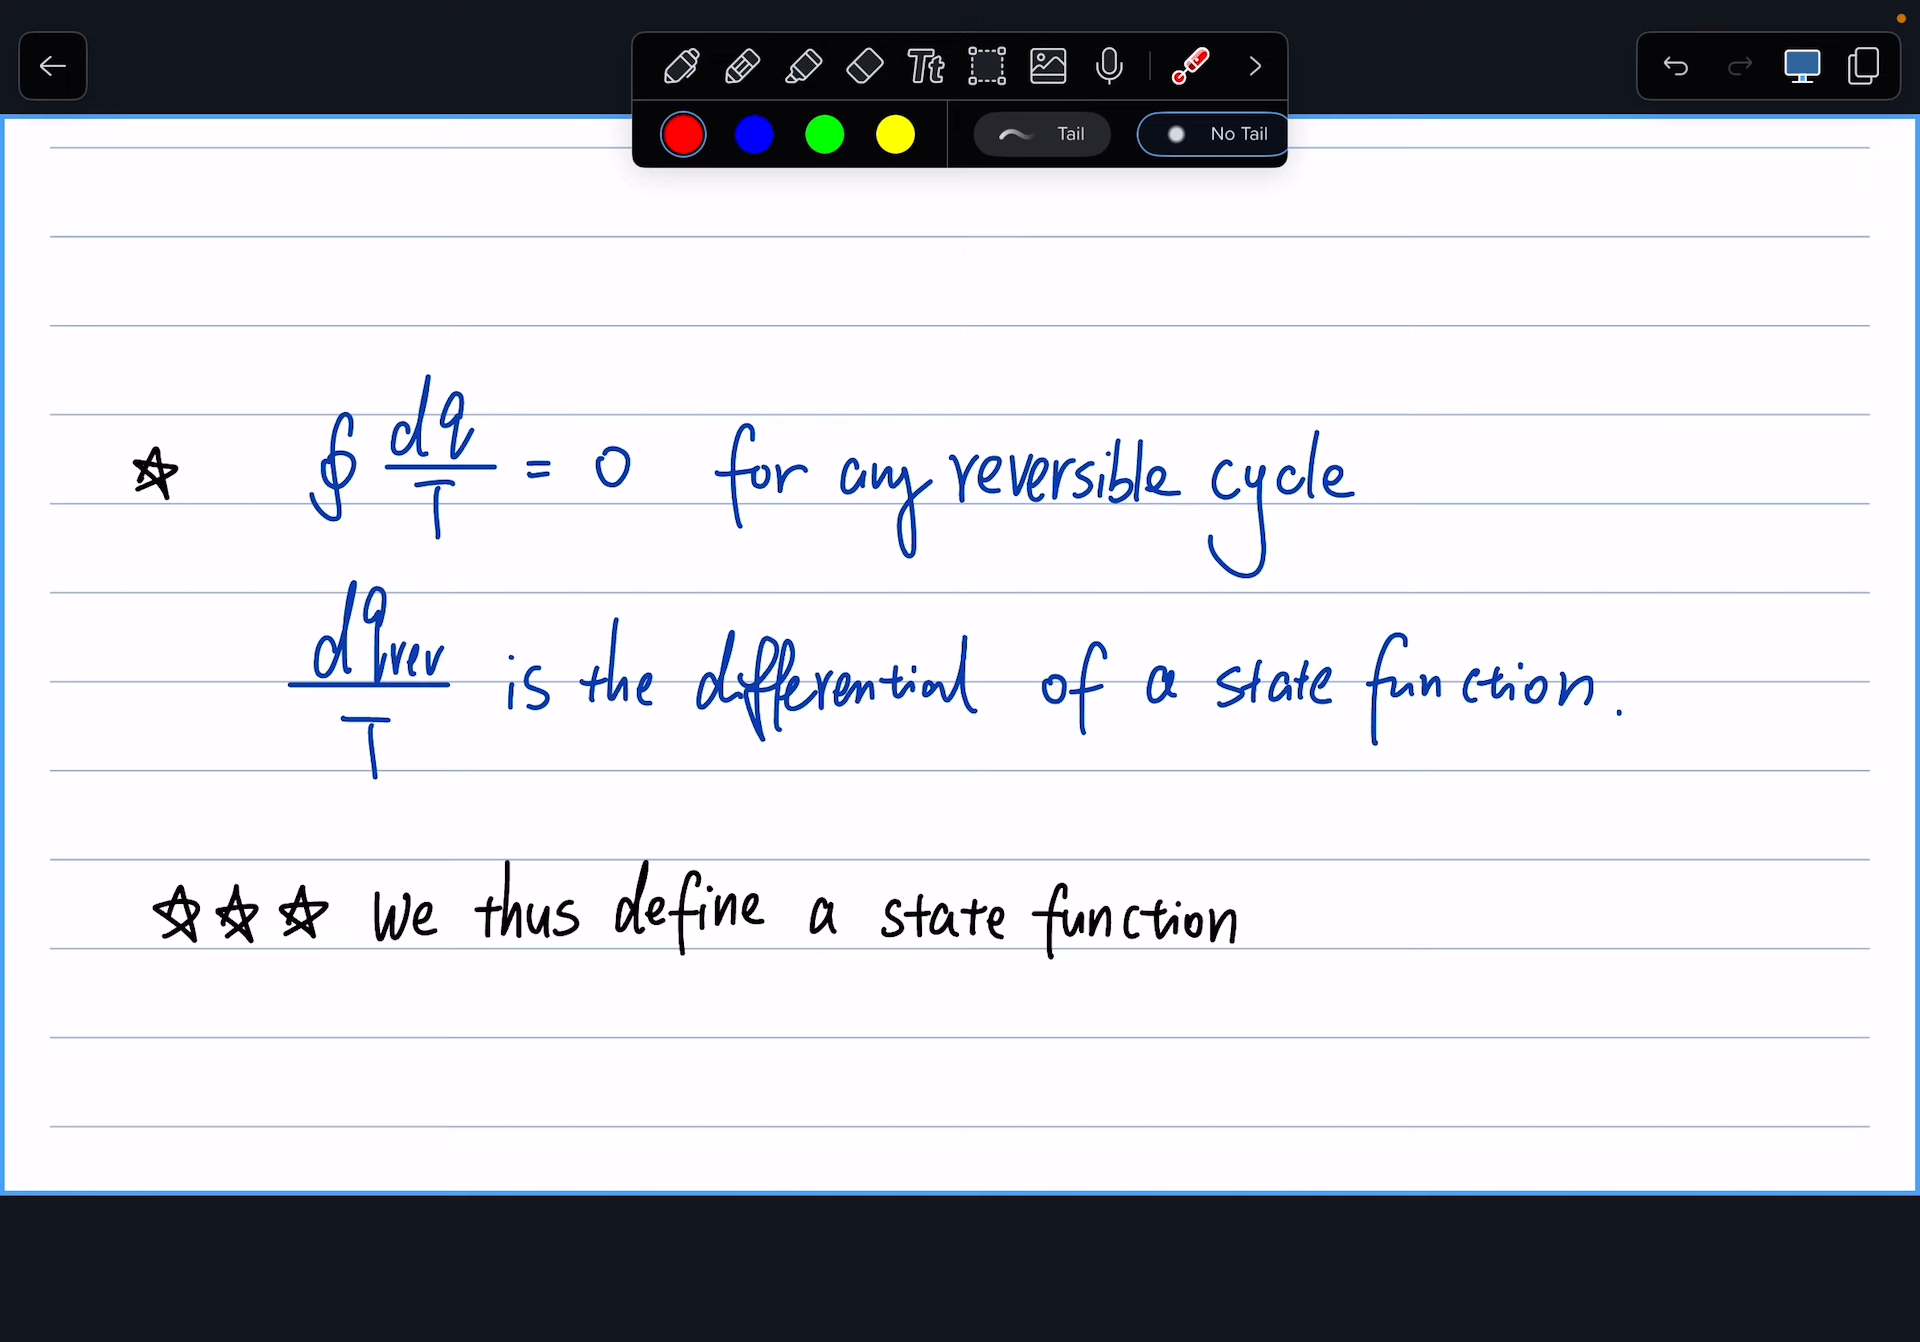 Tt
Tail No Tail
☆ ∮ dq/T = 0 for any reversible cycle
dq_rev/T is the differential of a state function.
☆☆☆ We thus define a state function